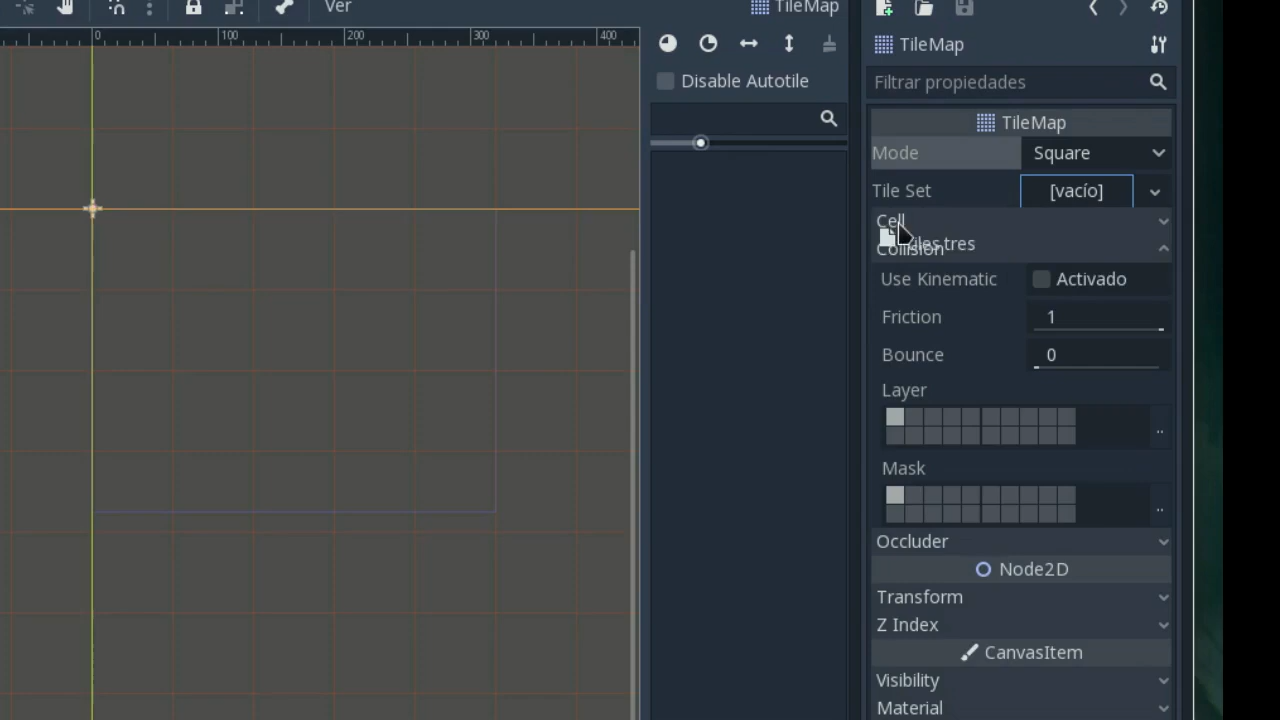 Ver
TileMap
0
100
200
300
400
Disable Autotile
TileMap
Filtrar propiedades
TileMap
Mode Square
Tile Set [vacío]
Cell
Collision
Use Kinematic Activado
Friction 1
Bounce 0
Layer
..
Mask
..
Occluder
Node2D
Transform
Z Index
CanvasItem
Visibility
Material